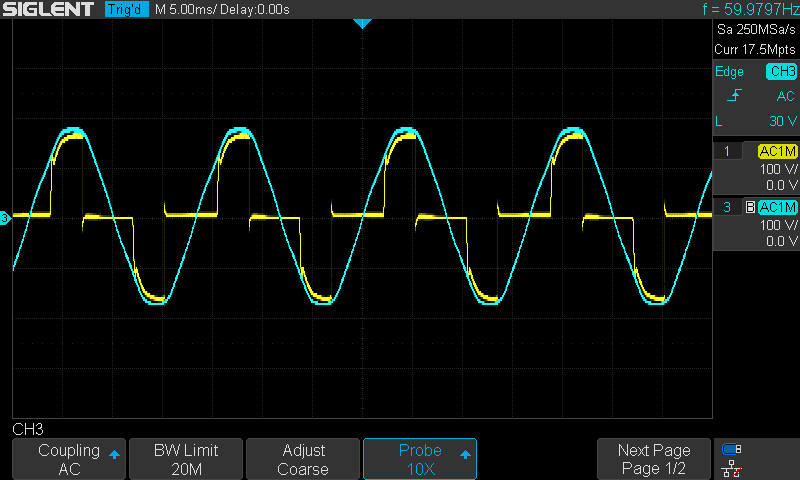 SIGLENT Trig'd M 5.00ms/ Delay:0.00s f = 59.9797Hz
Sa 250MSa/s
Curr 17.5Mpts
Edge CH3
AC
L 30 V
1 AC1M
100 V/
0.0 V
3 B AC1M
100 V/
0.0 V
3
CH3
Coupling
AC
BW Limit
20M
Adjust
Coarse
Probe
10X
Next Page
Page 1/2